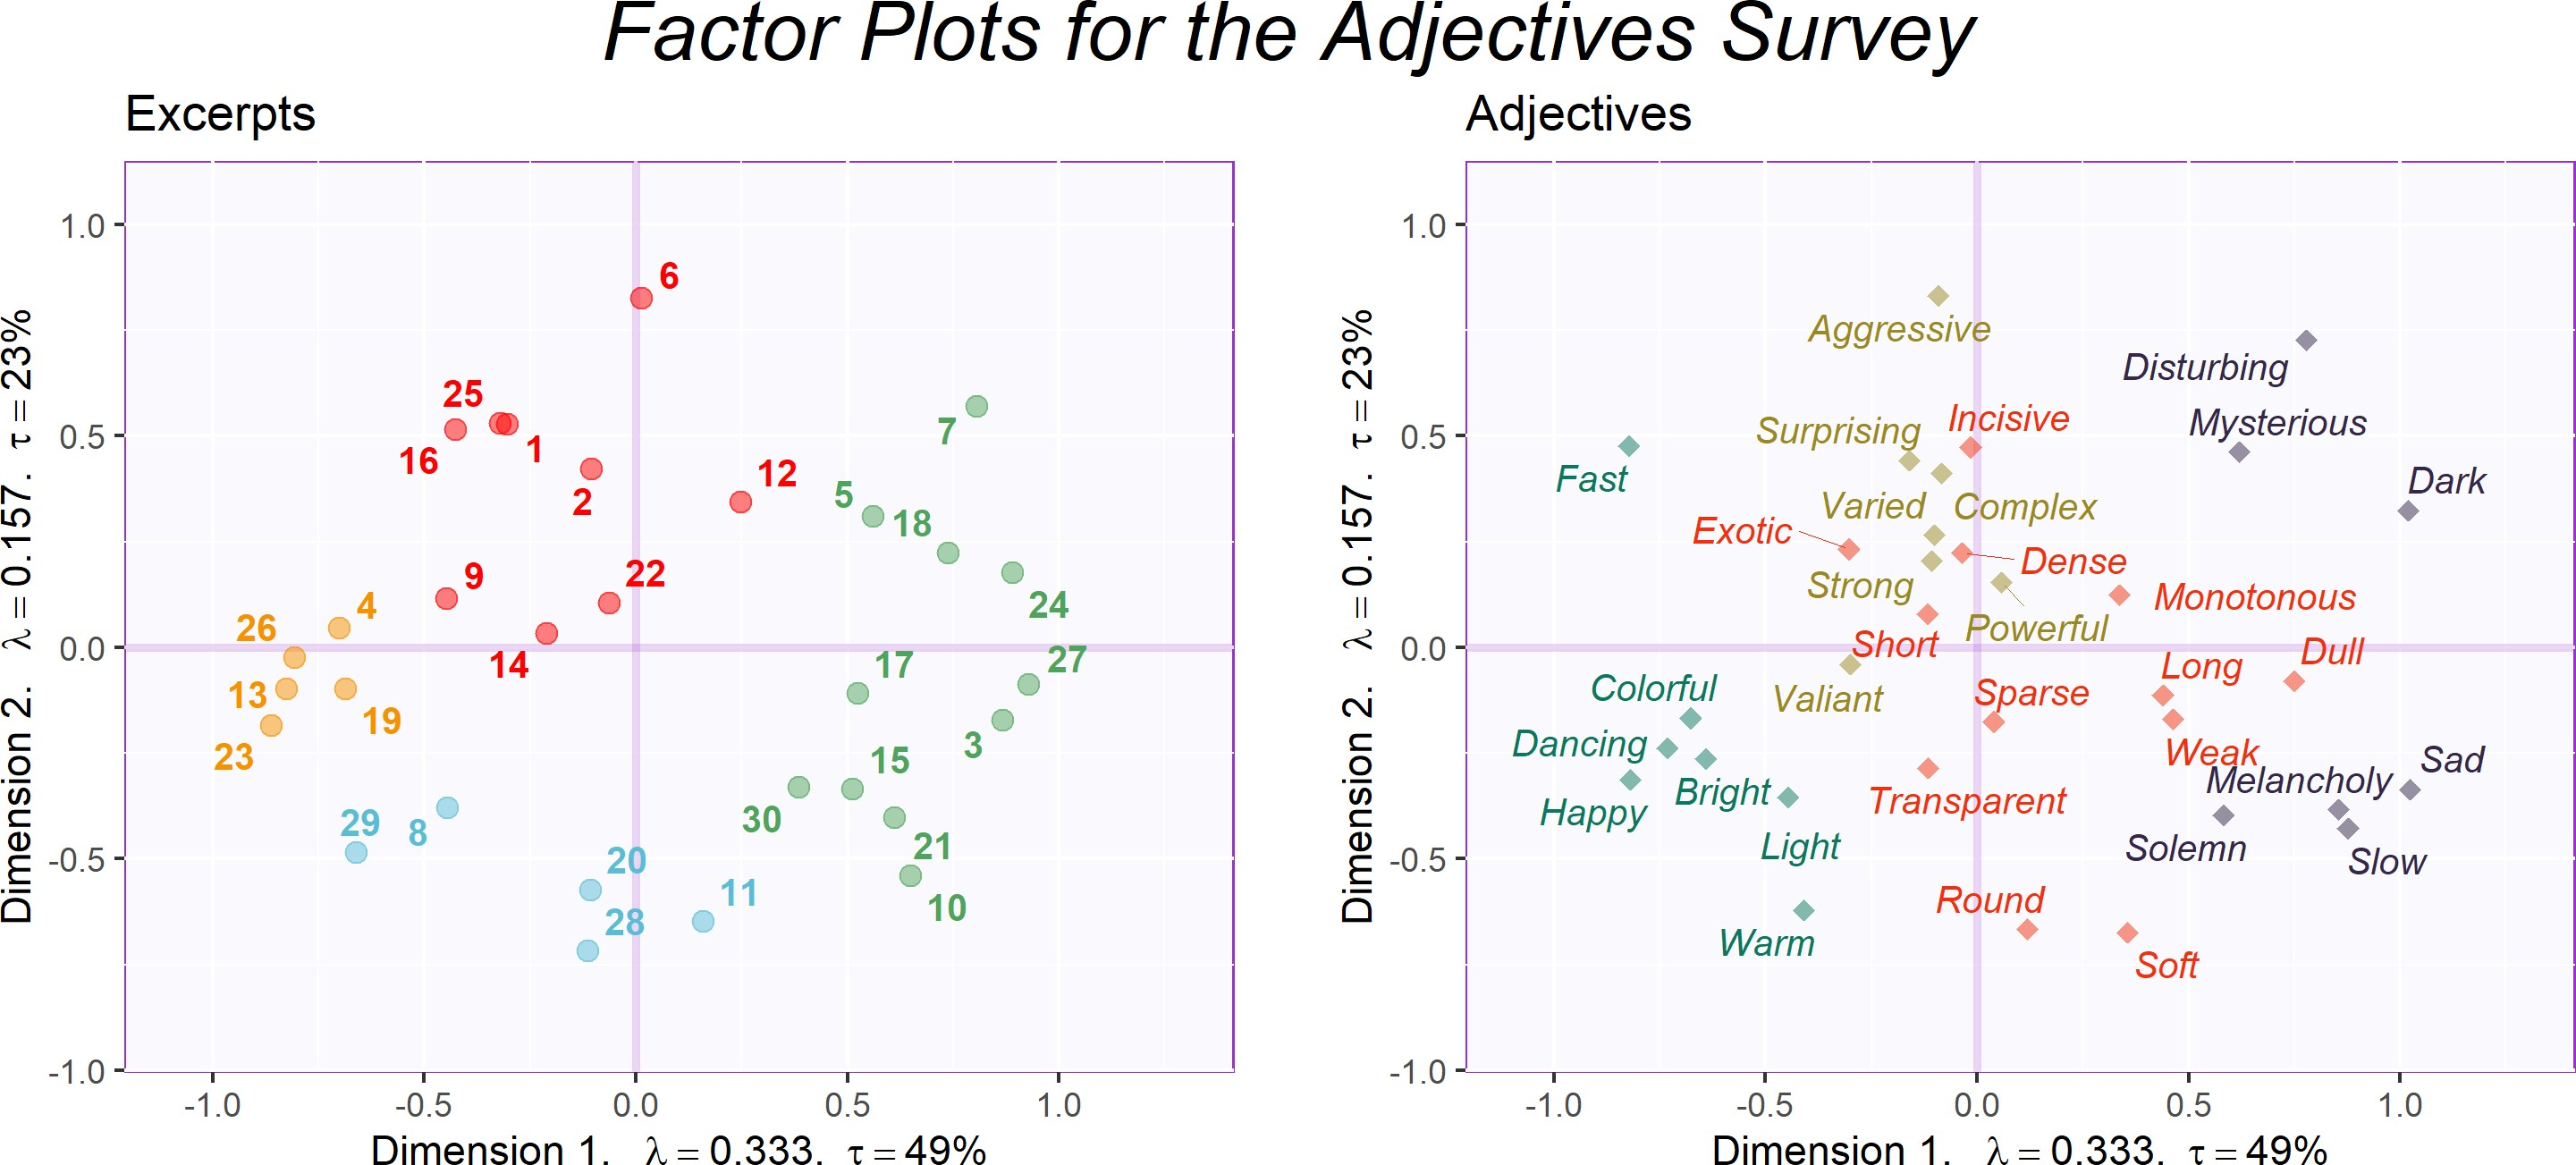 Factor Plots for the Adjectives Survey
Excerpts
Dimension 2. λ = 0.157. τ = 23%
1.0
0.5
0.0
-0.5
-1.0
6
25
16
1
2
7
12
5
18
24
9
22
4
26
14
17
27
13
19
23
3
15
30
29
8
21
20
11
10
28
-1.0 -0.5 0.0 0.5 1.0
Dimension 1. λ = 0.333. τ = 49%
Adjectives
Dimension 2. λ = 0.157. τ = 23%
1.0
0.5
0.0
-0.5
-1.0
Aggressive
Disturbing
Incisive
Surprising
Mysterious
Fast
Dark
Varied
Complex
Exotic
Dense
Strong
Monotonous
Powerful
Short
Dull
Long
Colorful
Valiant
Sparse
Dancing
Weak
Sad
Melancholy
Bright
Transparent
Happy
Light
Solemn
Slow
Round
Warm
Soft
-1.0 -0.5 0.0 0.5 1.0
Dimension 1. λ = 0.333. τ = 49%